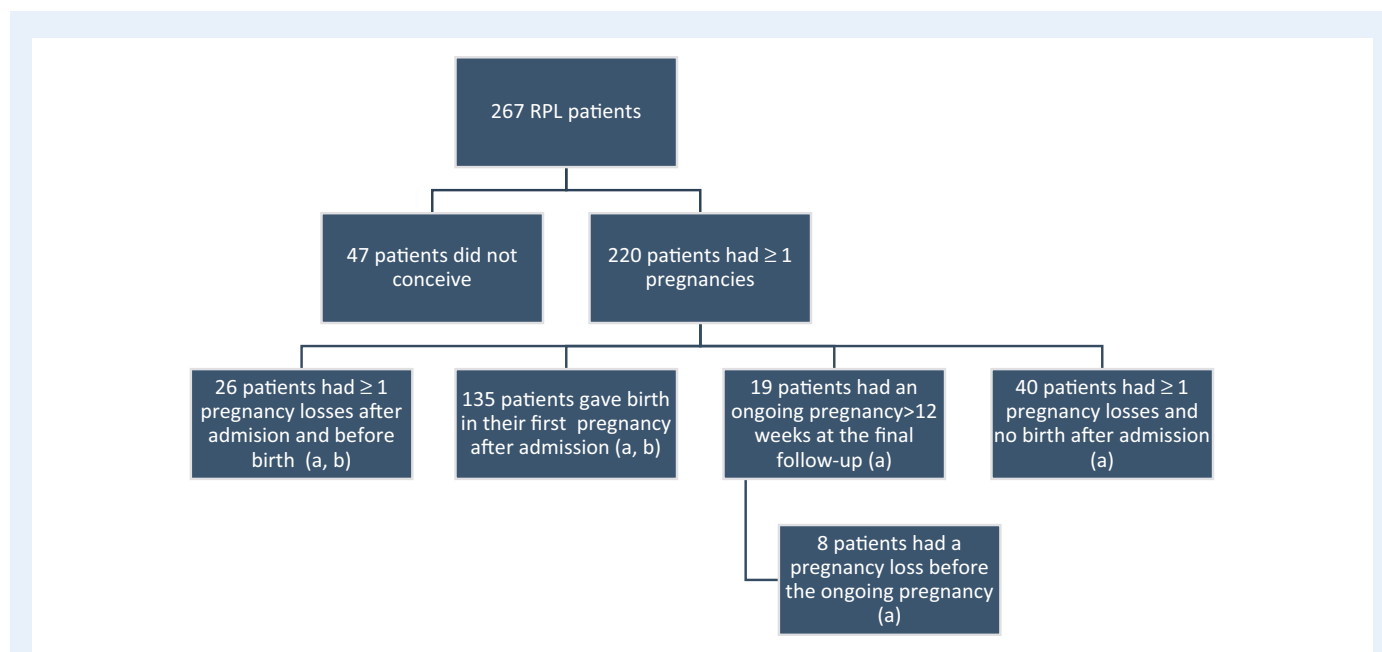 267 RPL patients
47 patients did not
conceive
220 patients had ≥ 1
pregnancies
26 patients had ≥ 1
pregnancy losses after
admision and before
birth (a, b)
135 patients gave birth
in their first pregnancy
after admission (a, b)
19 patients had an
ongoing pregnancy>12
weeks at the final
follow-up (a)
40 patients had ≥ 1
pregnancy losses and
no birth after admission
(a)
8 patients had a
pregnancy loss before
the ongoing pregnancy
(a)